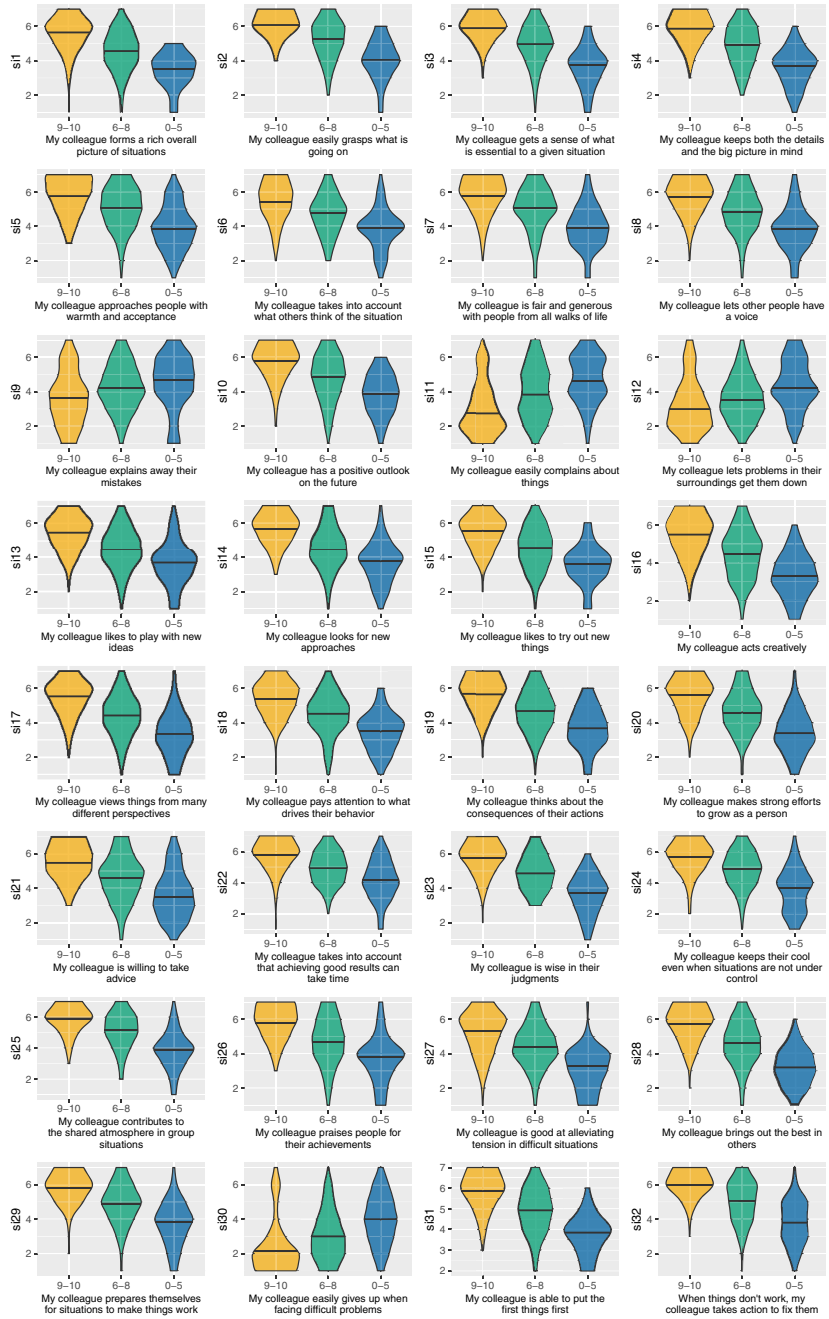 si1
6
4
2
9–10
6–8
0–5
My colleague forms a rich overall
picture of situations
si2
6
4
2
9–10
6–8
0–5
My colleague easily grasps what is
going on
si3
6
4
2
9–10
6–8
0–5
My colleague gets a sense of what
is essential to a given situation
si4
6
4
2
9–10
6–8
0–5
My colleague keeps both the details
and the big picture in mind
si5
6
4
2
9–10
6–8
0–5
My colleague approaches people with
warmth and acceptance
si6
6
4
2
9–10
6–8
0–5
My colleague takes into account
what others think of the situation
si7
6
4
2
9–10
6–8
0–5
My colleague is fair and generous
with people from all walks of life
si8
6
4
2
9–10
6–8
0–5
My colleague lets other people have
a voice
si9
6
4
2
9–10
6–8
0–5
My colleague explains away their
mistakes
si10
6
4
2
9–10
6–8
0–5
My colleague has a positive outlook
on the future
si11
6
4
2
9–10
6–8
0–5
My colleague easily complains about
things
si12
6
4
2
9–10
6–8
0–5
My colleague lets problems in their
surroundings get them down
si13
6
4
2
9–10
6–8
0–5
My colleague likes to play with new
ideas
si14
6
4
2
9–10
6–8
0–5
My colleague looks for new
approaches
si15
6
4
2
9–10
6–8
0–5
My colleague likes to try out new
things
si16
6
4
2
9–10
6–8
0–5
My colleague acts creatively
si17
6
4
2
9–10
6–8
0–5
My colleague views things from many
different perspectives
si18
6
4
2
9–10
6–8
0–5
My colleague pays attention to what
drives their behavior
si19
6
4
2
9–10
6–8
0–5
My colleague thinks about the
consequences of their actions
si20
6
4
2
9–10
6–8
0–5
My colleague makes strong efforts
to grow as a person
si21
6
4
2
9–10
6–8
0–5
My colleague is willing to take
advice
si22
6
4
2
9–10
6–8
0–5
My colleague takes into account
that achieving good results can
take time
si23
6
4
2
9–10
6–8
0–5
My colleague is wise in their
judgments
si24
6
4
2
9–10
6–8
0–5
My colleague keeps their cool
even when situations are not under
control
si25
6
4
2
9–10
6–8
0–5
My colleague contributes to
the shared atmosphere in group
situations
si26
6
4
2
9–10
6–8
0–5
My colleague praises people for
their achievements
si27
6
4
2
9–10
6–8
0–5
My colleague is good at alleviating
tension in difficult situations
si28
6
4
2
9–10
6–8
0–5
My colleague brings out the best in
others
si29
6
4
2
9–10
6–8
0–5
My colleague prepares themselves
for situations to make things work
si30
6
4
2
9–10
6–8
0–5
My colleague easily gives up when
facing difficult problems
si31
7
6
5
4
3
2
9–10
6–8
0–5
My colleague is able to put the
first things first
si32
6
4
2
9–10
6–8
0–5
When things don't work, my
colleague takes action to fix them